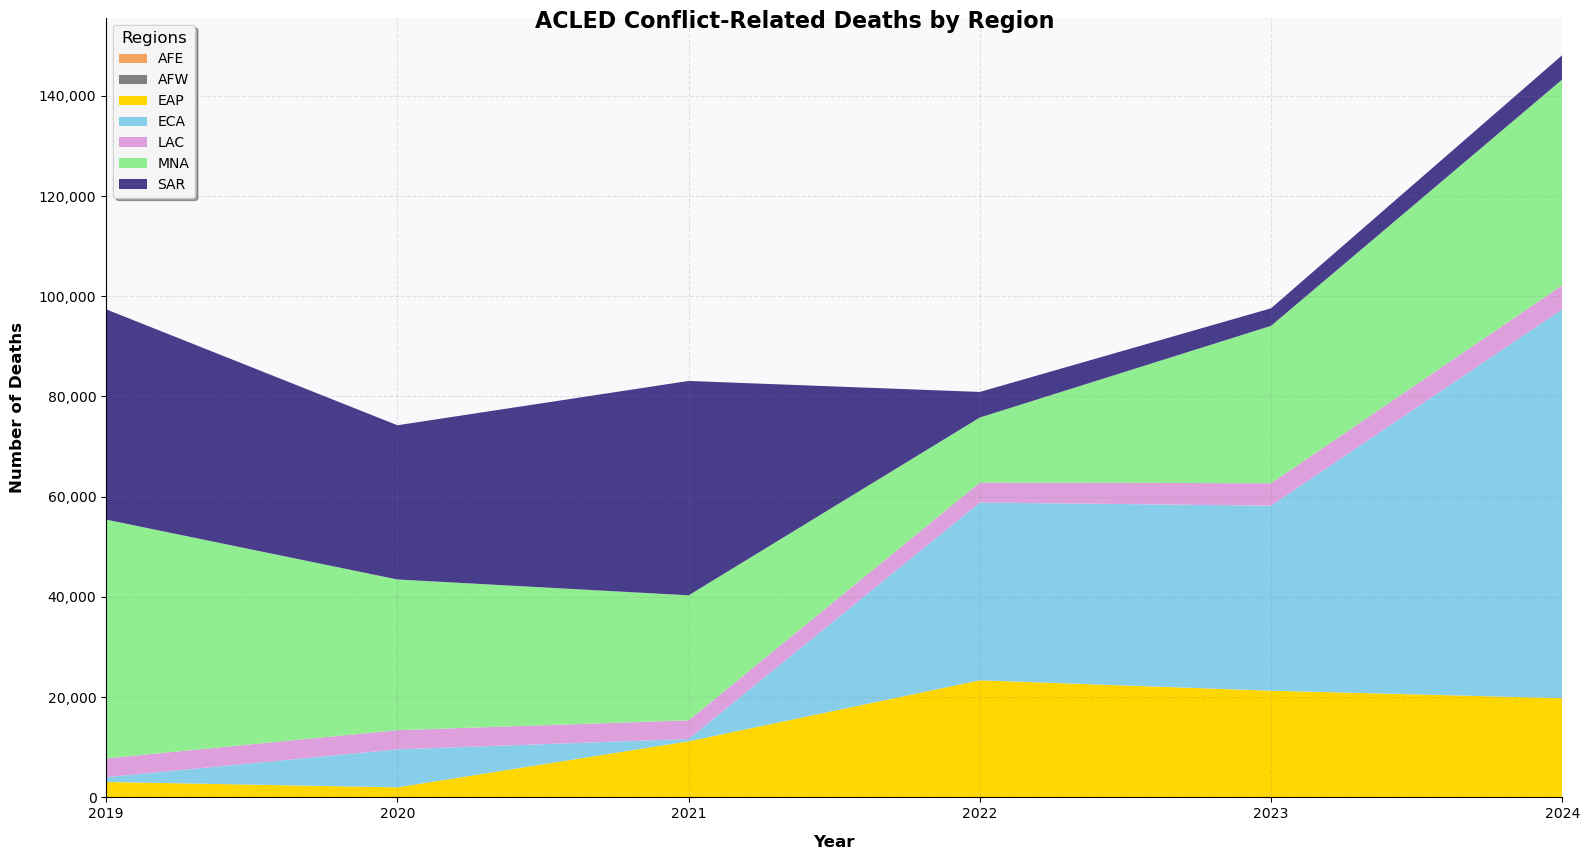 ACLED Conflict-Related Deaths by Region
Regions
AFE
AFW
EAP
ECA
LAC
MNA
SAR
Number of Deaths
140,000
120,000
100,000
80,000
60,000
40,000
20,000
0
2019 2020 2021 2022 2023 2024
Year